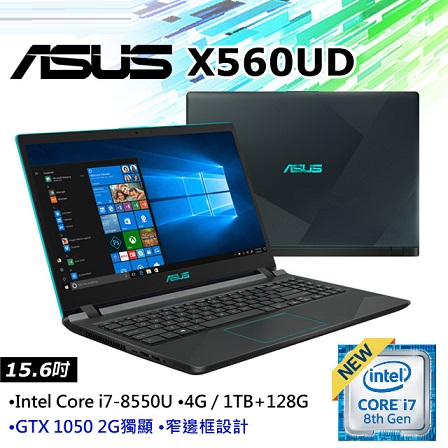 ASUS X560UD
ASUS
ASUS
15.6吋
NEW
intel
CORE i7
8th Gen
•Intel Core i7-8550U •4G / 1TB+128G
•GTX 1050 2G獨顯 •窄邊框設計